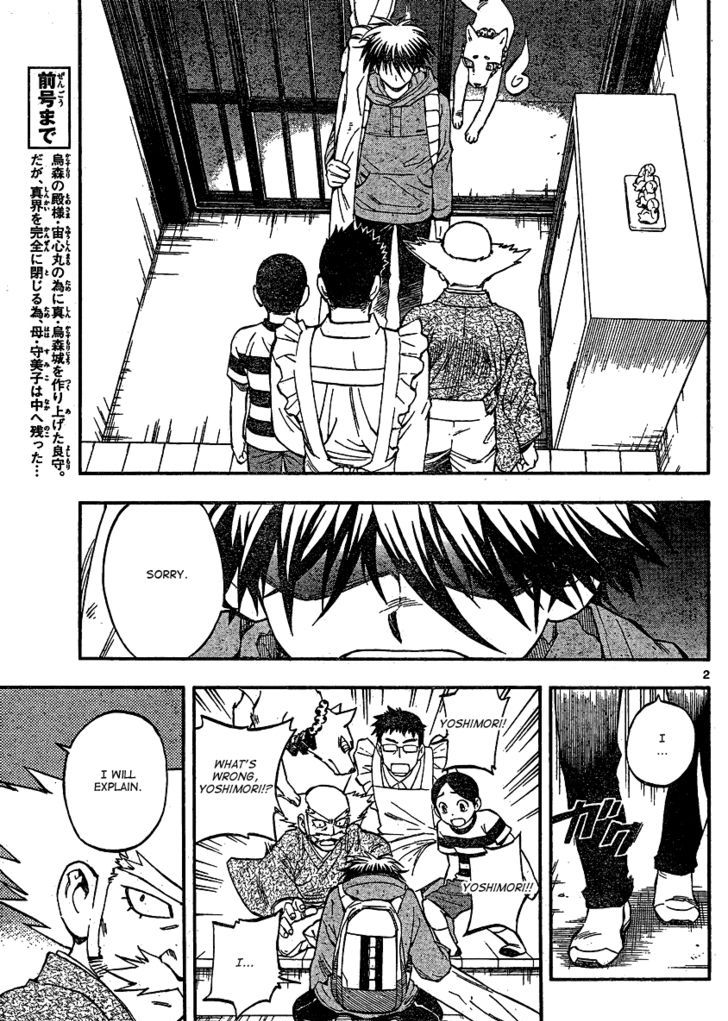 前号まで
烏森の殿様・宙心丸の為に真・烏森城を作り上げた良守。
だが、真界を完全に閉じる為、母・守美子は中へ残った…
SORRY.
2
I
...
ガク
YOSHIMORI!
WHAT'S
WRONG,
YOSHIMORI!?
YOSHIMORI!!
I...
I WILL
EXPLAIN.